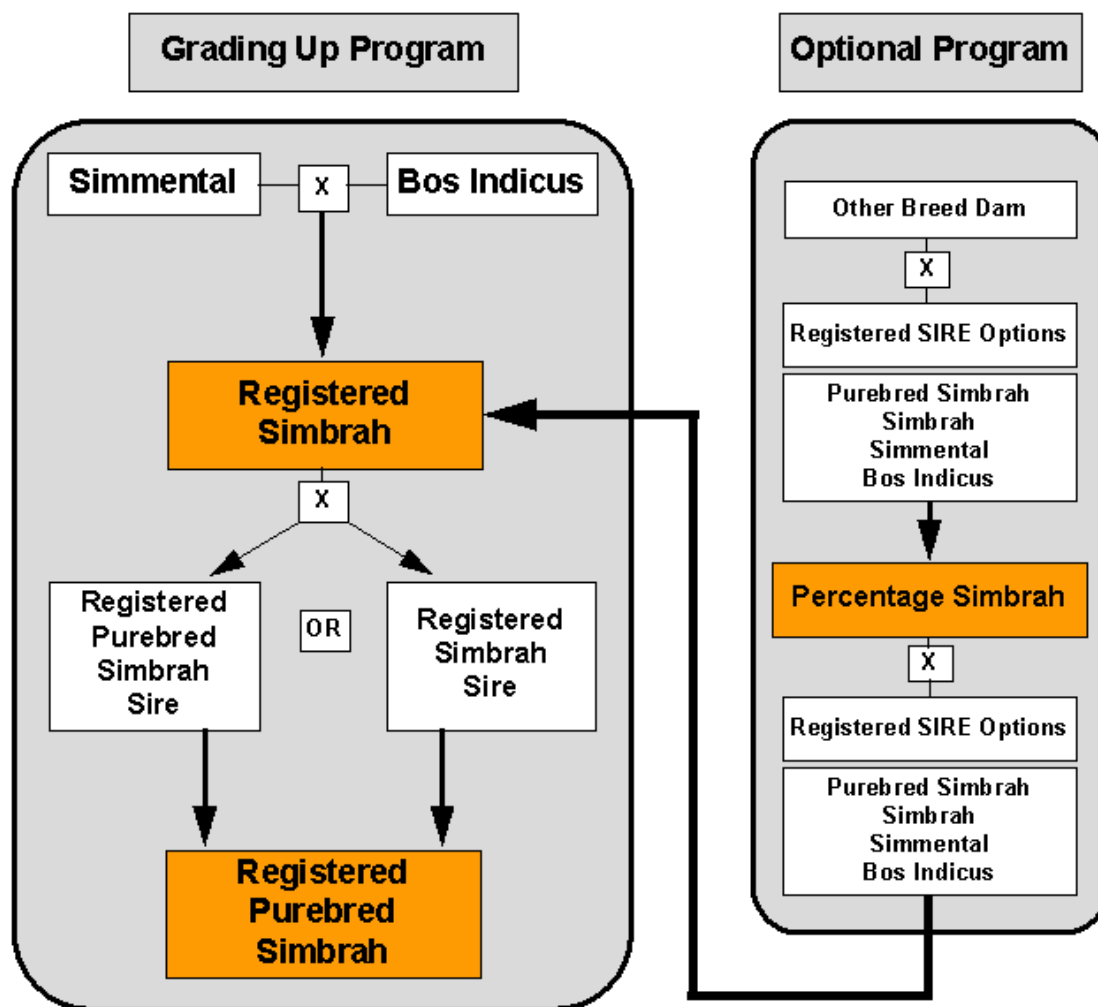 Grading Up Program
Simmental
X
Bos Indicus
Registered
Simbrah
X
Registered
Purebred
Simbrah
Sire
OR
Registered
Simbrah
Sire
Registered
Purebred
Simbrah
Optional Program
Other Breed Dam
X
Registered SIRE Options
Purebred Simbrah
Simbrah
Simmental
Bos Indicus
Percentage Simbrah
X
Registered SIRE Options
Purebred Simbrah
Simbrah
Simmental
Bos Indicus